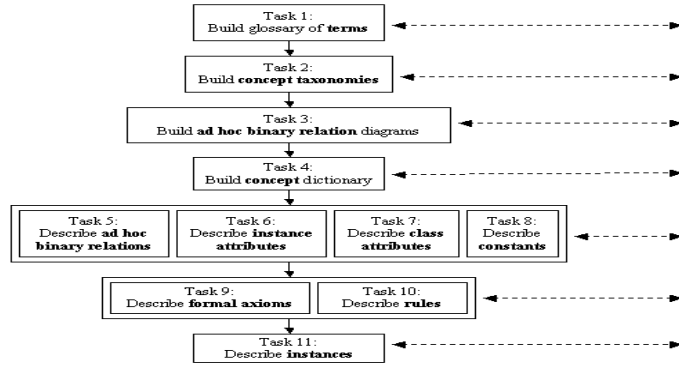 Task 1:
Build glossary of terms
Task 2:
Build concept taxonomies
Task 3:
Build ad hoc binary relation diagrams
Task 4:
Build concept dictionary
Task 5:
Describe ad hoc
binary relations
Task 6:
Describe instance
attributes
Task 7:
Describe class
attributes
Task 8:
Describe
constants
Task 9:
Describe formal axioms
Task 10:
Describe rules
Task 11:
Describe instances